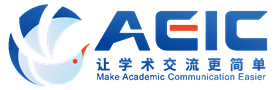 AEIC
让学术交流更简单
Make Academic Communication Easier